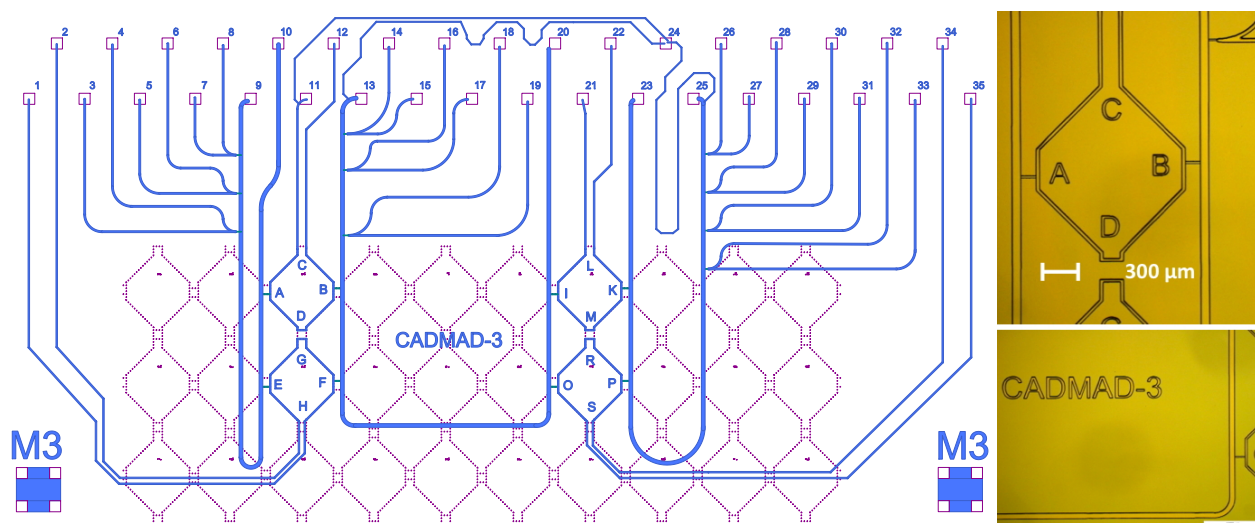 2 4 6 8 10 12 14 16 18 20 22 24 26 28 30 32 34
1 3 5 7 9 11 13 15 17 19 21 23 25 27 29 31 33 35
C L
A B I K
D M
CADMAD-3
G R
E F O P
H S
M3 M3
C
A B
D
300 µm
CADMAD-3